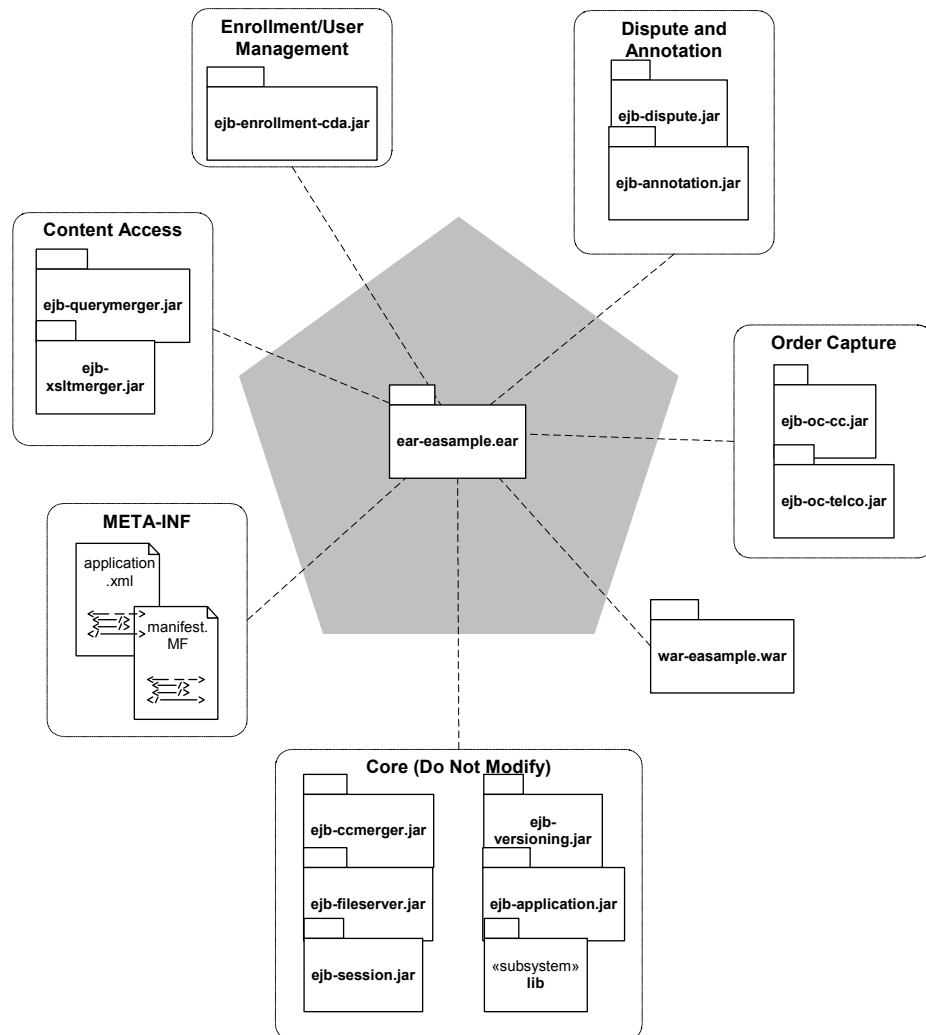 Enrollment/User
Management
ejb-enrollment-cda.jar
Dispute and
Annotation
ejb-dispute.jar
ejb-annotation.jar
Content Access
ejb-querymerger.jar
ejb-
xsltmerger.jar
Order Capture
ejb-oc-cc.jar
ejb-oc-telco.jar
ear-easample.ear
META-INF
application
.xml
manifest.
MF
war-easample.war
Core (Do Not Modify)
ejb-ccmerger.jar
ejb-fileserver.jar
ejb-session.jar
ejb-
versioning.jar
ejb-application.jar
«subsystem»
lib